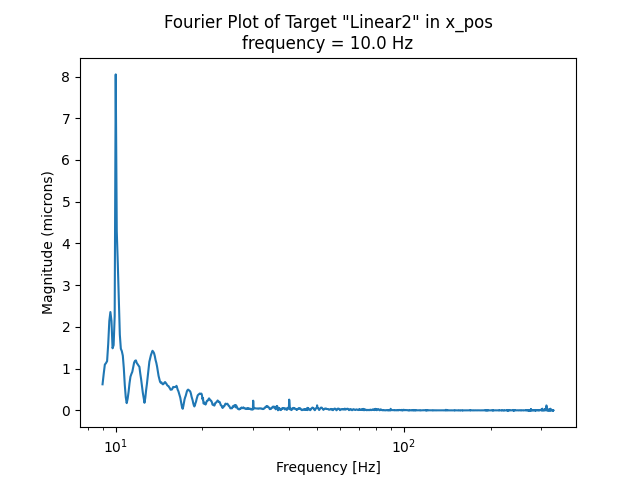 Fourier Plot of Target "Linear2" in x_pos
frequency = 10.0 Hz
8
7
6
5
4
3
2
1
0
Magnitude (microns)
10¹
10²
Frequency [Hz]